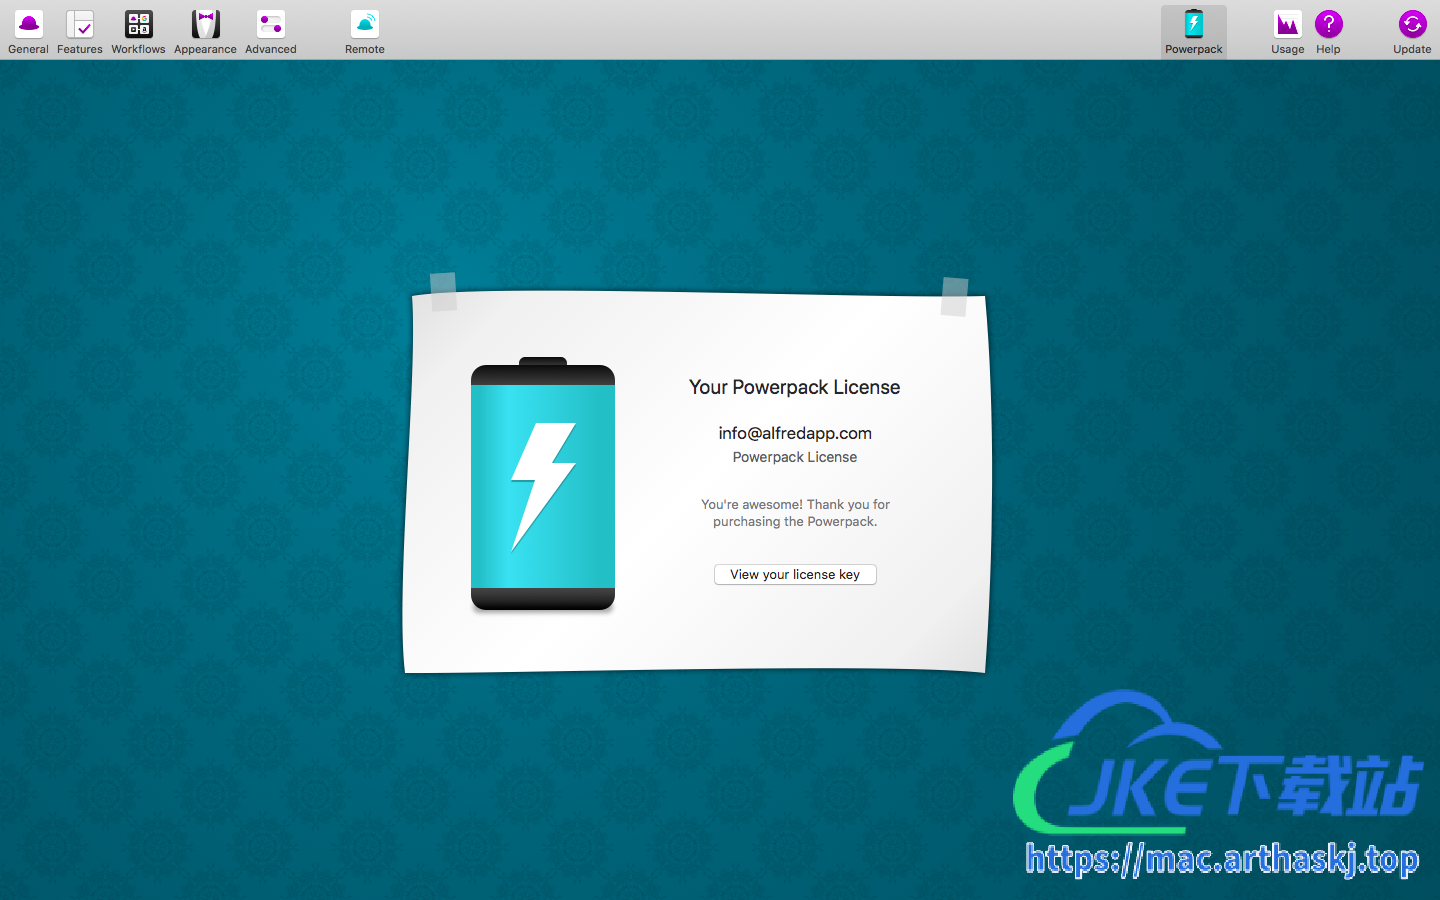 General
Features
Workflows
Appearance
Advanced
Remote
Powerpack
Usage
Help
Update
Your Powerpack License
info@alfredapp.com
Powerpack License
You're awesome! Thank you for
purchasing the Powerpack.
View your license key
JKE下载站
https://mac.arthaskj.top